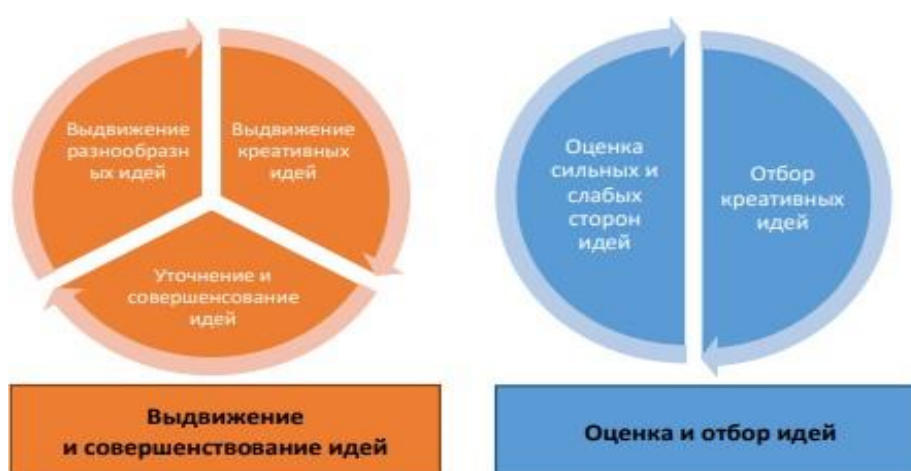 Выдвижение
разнообразн
ых идей
Выдвижение
креативных
идей
Уточнение и
совершенсование
идей
Выдвижение
и совершенствование идей
Оценка
сильных и
слабых
сторон
идей
Отбор
креативных
идей
Оценка и отбор идей